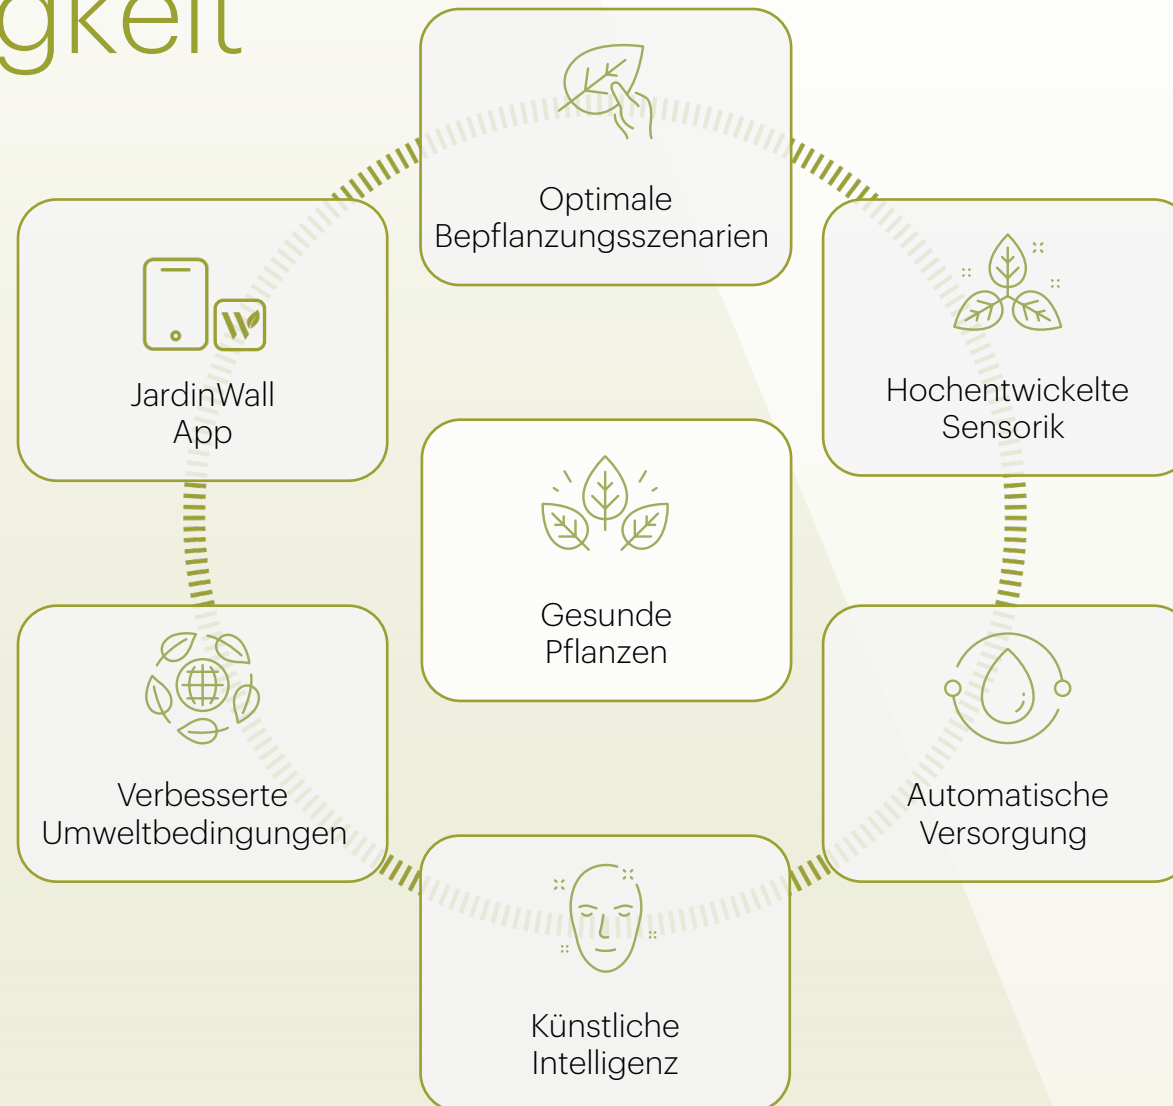 gkeit
Optimale
Bepflanzungsszenarien
JardinWall
App
Hochentwickelte
Sensorik
Gesunde
Pflanzen
Verbesserte
Umweltbedingungen
Automatische
Versorgung
Künstliche
Intelligenz